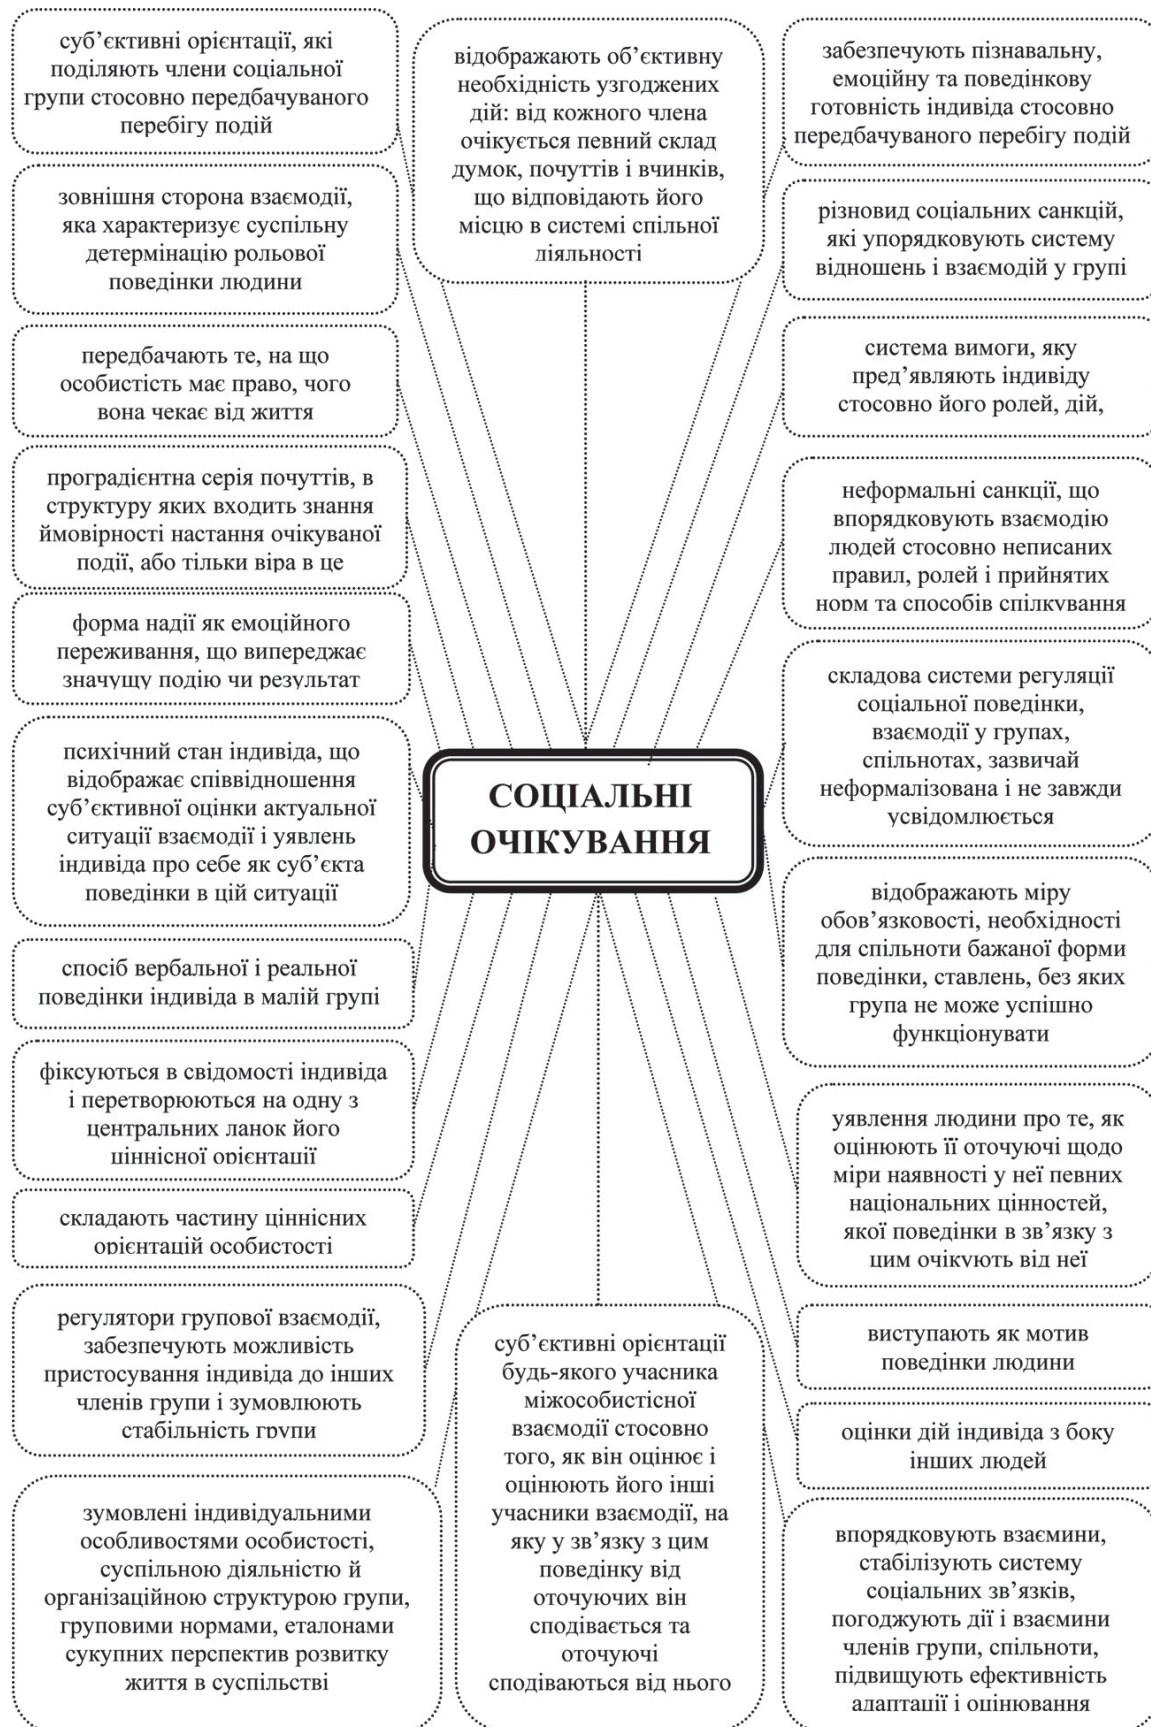 суб’єктивні орієнтації, які
поділяють члени соціальної
групи стосовно передбачуваного
перебігу подій
зовнішня сторона взаємодії,
яка характеризує суспільну
детермінацію рольової
поведінки людини
передбачають те, на що
особистість має право, чого
вона чекає від життя
проградієнтна серія почуттів, в
структуру яких входить знання
ймовірності настання очікуваної
події, або тільки віра в це
форма надії як емоційного
переживання, що випереджає
значущу подію чи результат
психічний стан індивіда, що
відображає співвідношення
суб’єктивної оцінки актуальної
ситуації взаємодії і уявлень
індивіда про себе як суб’єкта
поведінки в цій ситуації
спосіб вербальної і реальної
поведінки індивіда в малій групі
фіксуються в свідомості індивіда
і перетворюються на одну з
центральних ланок його
ціннісної орієнтації
складають частину ціннісних
орієнтацій особистості
регулятори групової взаємодії,
забезпечують можливість
пристосування індивіда до інших
членів групи і зумовлюють
стабільність групи
зумовлені індивідуальними
особливостями особистості,
суспільною діяльністю й
організаційною структурою групи,
груповими нормами, еталонами
сукупних перспектив розвитку
життя в суспільстві
відображають об’єктивну
необхідність узгоджених
дій: від кожного члена
очікується певний склад
думок, почуттів і вчинків,
що відповідають його
місцю в системі спільної
діяльності
СОЦІАЛЬНІ
ОЧІКУВАННЯ
суб’єктивні орієнтації
будь-якого учасника
міжособистісної
взаємодії стосовно
того, як він оцінює і
оцінюють його інші
учасники взаємодії, на
яку у зв’язку з цим
поведінку від
оточуючих він
сподівається та
оточуючі
сподіваються від нього
забезпечують пізнавальну,
емоційну та поведінкову
готовність індивіда стосовно
передбачуваного перебігу подій
різновид соціальних санкцій,
які упорядковують систему
відношень і взаємодій у групі
система вимоги, яку
пред’являють індивіду
стосовно його ролей, дій,
неформальні санкції, що
впорядковують взаємодію
людей стосовно неписаних
правил, ролей і прийнятих
норм та способів спілкування
складова системи регуляції
соціальної поведінки,
взаємодії у групах,
спільнотах, зазвичай
неформалізована і не завжди
усвідомлюється
відображають міру
обов’язковості, необхідності
для спільноти бажаної форми
поведінки, ставлень, без яких
група не може успішно
функціонувати
уявлення людини про те, як
оцінюють її оточуючі щодо
міри наявності у неї певних
національних цінностей,
якої поведінки в зв’язку з
цим очікують від неї
виступають як мотив
поведінки людини
оцінки дій індивіда з боку
інших людей
впорядковують взаємини,
стабілізують систему
соціальних зв’язків,
погоджують дії і взаємини
членів групи, спільноти,
підвищують ефективність
адаптації і оцінювання